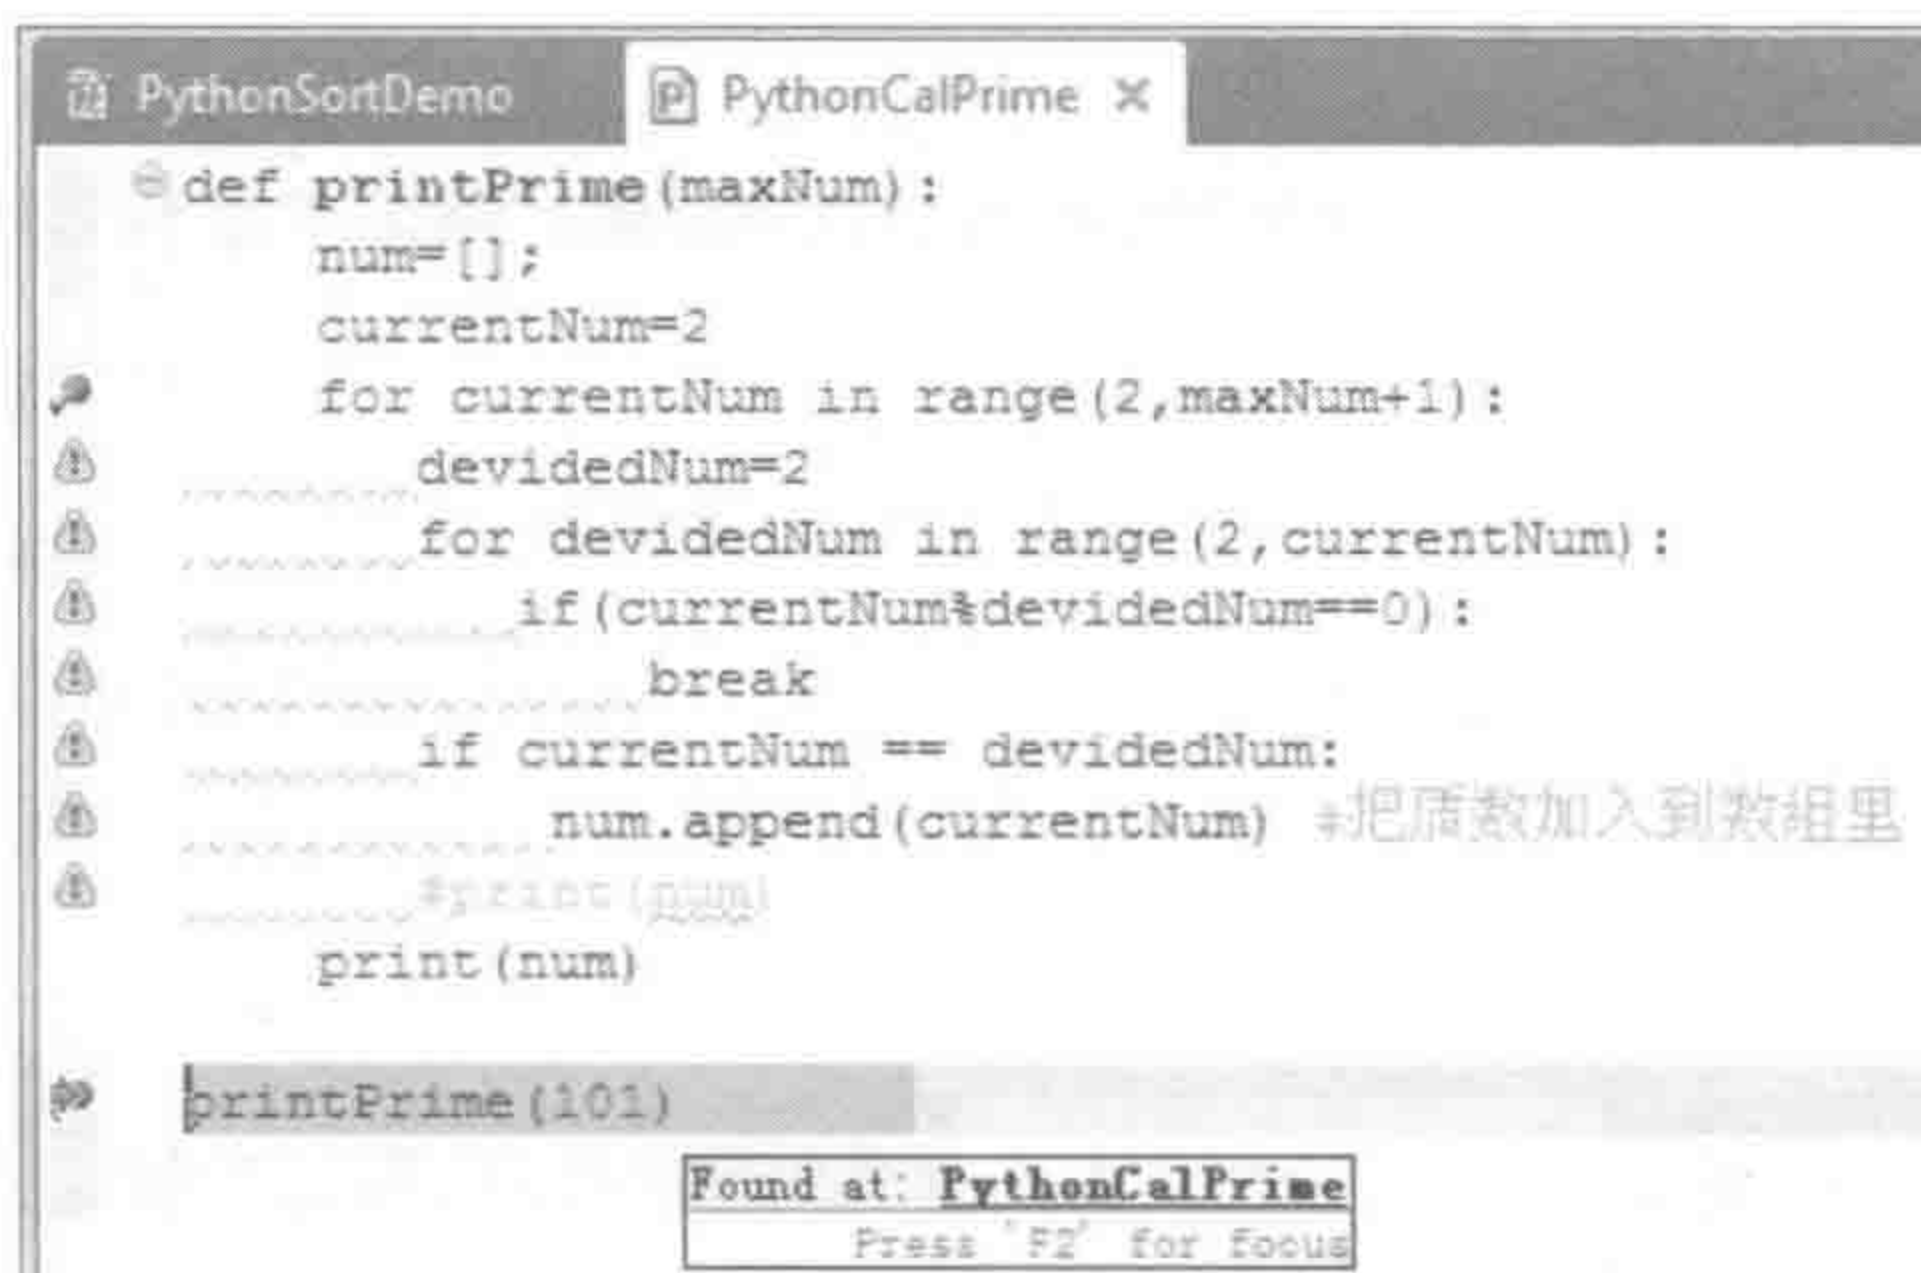 PythonSortDemo PythonCalPrime
def printPrime(maxNum):
num=[];
currentNum=2
for currentNum in range(2,maxNum+1):
devidedNum=2
for devidedNum in range(2,currentNum):
if(currentNum%devidedNum==0):
break
if currentNum == devidedNum:
num.append(currentNum) #把质数加入到数组里
#print(num)
print(num)
printPrime(101)
Found at: PythonCalPrime
Press 'F2' for focus